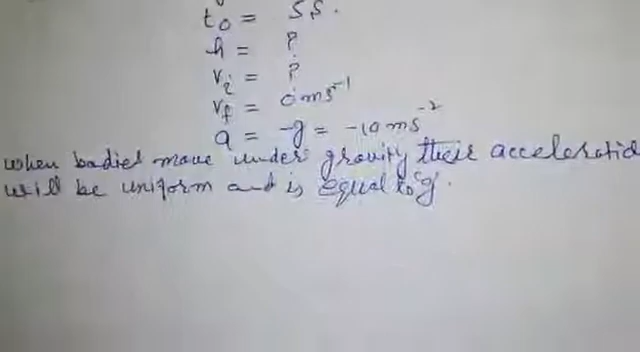 t₀ = 5s.
h = ?
vᵢ = ?
v_f = 0 ms⁻¹
a = -g = -10 ms⁻²
when bodies move under gravity their acceleratio
will be uniform and is equal to 'g'.